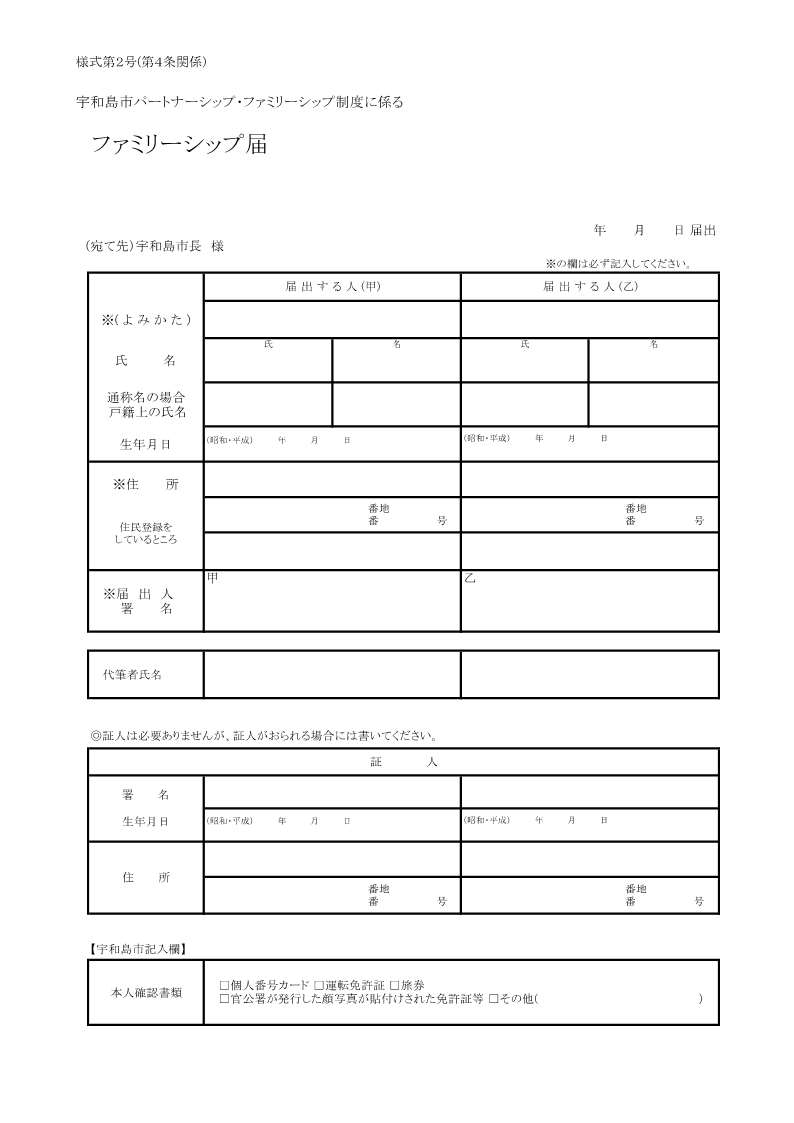 様式第2号(第4条関係)
宇和島市パートナーシップ・ファミリーシップ制度に係る
ファミリーシップ届
年　　月　　日 届出
(宛て先)宇和島市長　様
※の欄は必ず記入してください。
届 出 す る 人 (甲)　　届 出 す る 人 (乙)
※( よ み か た )
氏　　名　　氏　　名
氏　　　名
通称名の場合
戸籍上の氏名
生年月日　(昭和・平成)　　年　　月　　日　　(昭和・平成)　　年　　月　　日
※住　　所
番地　　番地
番　　　　号　　番　　　　号
住民登録を
しているところ
甲　　乙
※届　出　人
署　　名
代筆者氏名
◎証人は必要ありませんが、証人がおられる場合には書いてください。
証　　　　人
署　　名
生年月日　(昭和・平成)　　年　　月　　日　　(昭和・平成)　　年　　月　　日
住　　所
番地　　番地
番　　　　号　　番　　　　号
【宇和島市記入欄】
本人確認書類
□個人番号カード □運転免許証 □旅券
□官公署が発行した顔写真が貼付けされた免許証等 □その他(　　　　　　　　)